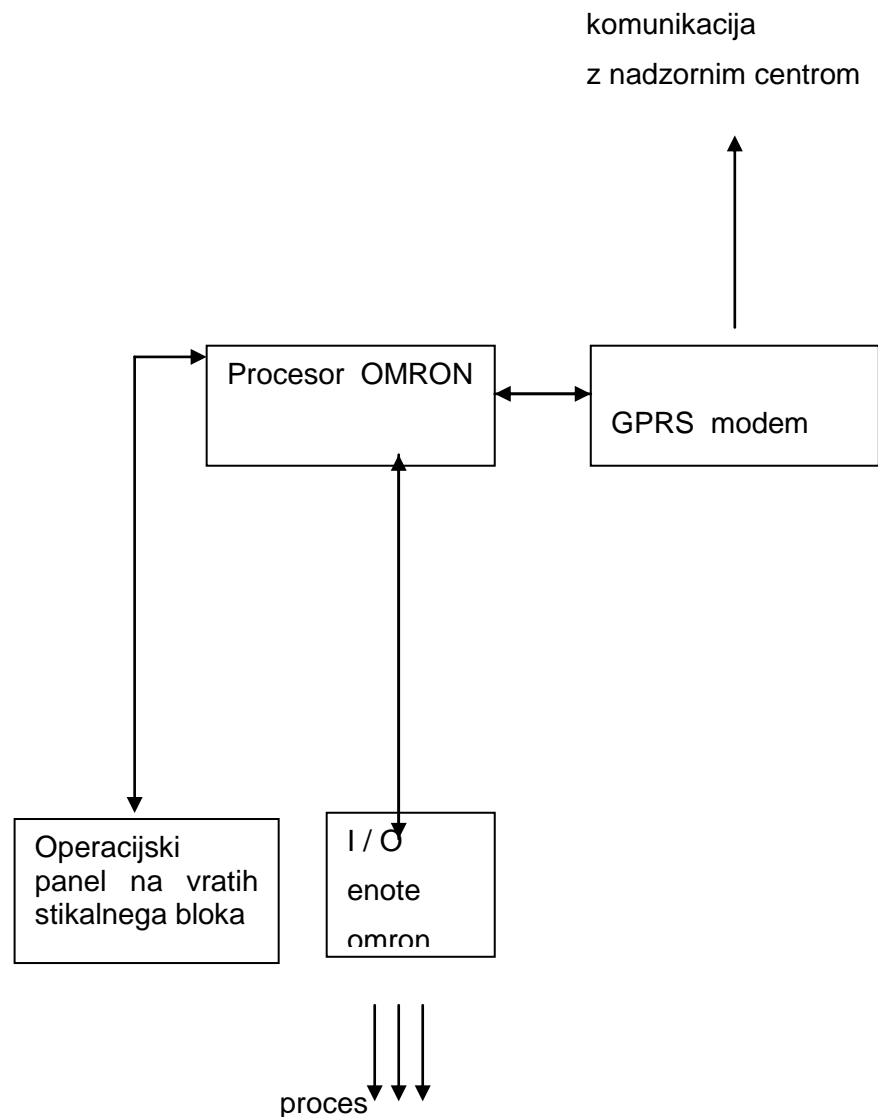 komunikacija
z nadzornim centrom
Procesor OMRON
GPRS modem
Operacijski
panel na vratih
stikalnega bloka
I / O
enote
omron
proces